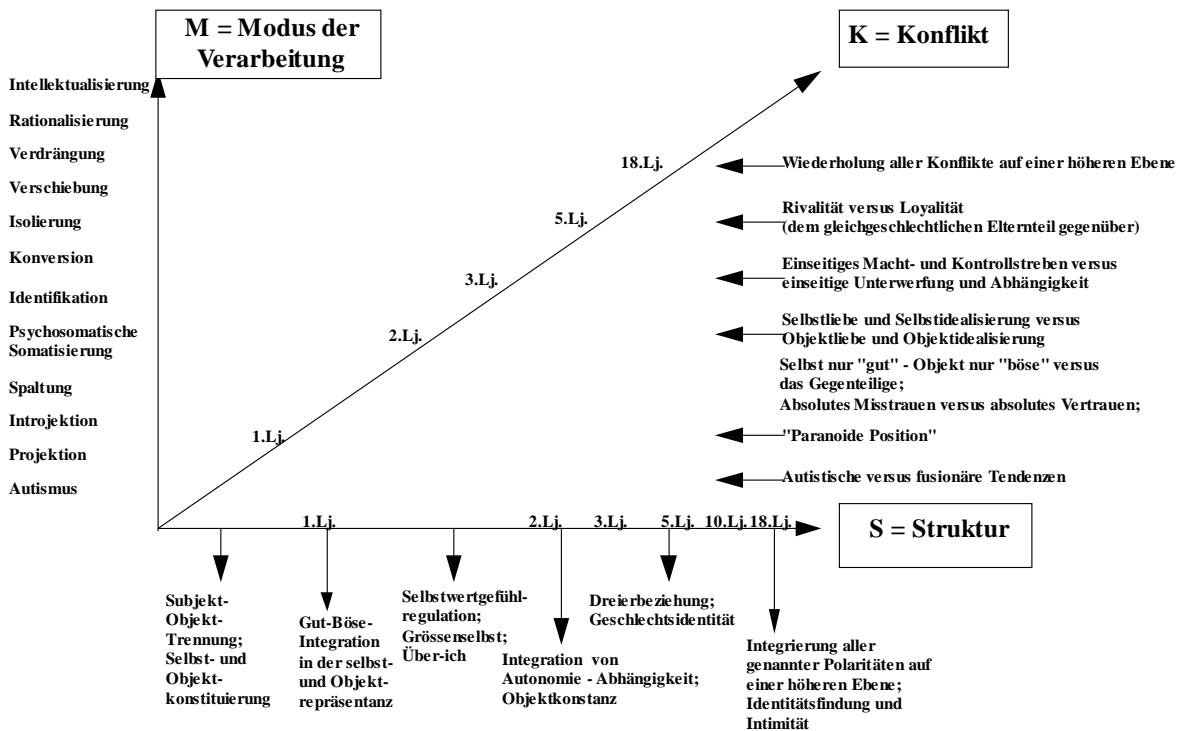 M = Modus der
Verarbeitung
K = Konflikt
Intellektualisierung
Rationalisierung
Verdrängung
Verschiebung
Isolierung
Konversion
Identifikation
Psychosomatische
Somatisierung
Spaltung
Introjektion
Projektion
Autismus
18.Lj.
5.Lj.
3.Lj.
2.Lj.
1.Lj.
Wiederholung aller Konflikte auf einer höheren Ebene
Rivalität versus Loyalität
(dem gleichgeschlechtlichen Elternteil gegenüber)
Einseitiges Macht- und Kontrollstreben versus
einseitige Unterwerfung und Abhängigkeit
Selbstliebe und Selbstidealisierung versus
Objektliebe und Objektidealisierung
Selbst nur "gut" - Objekt nur "böse" versus
das Gegenteilige;
Absolutes Misstrauen versus absolutes Vertrauen;
"Paranoide Position"
Autistische versus fusionäre Tendenzen
1.Lj. 2.Lj. 3.Lj. 5.Lj. 10.Lj. 18.Lj.
S = Struktur
Subjekt-
Objekt-
Trennung;
Selbst- und
Objekt-
konstituierung
Gut-Böse-
Integration
in der selbst-
und Objekt-
repräsentanz
Selbstwertgefühl-
regulation;
Grössenselbst;
Über-ich
Integration von
Autonomie - Abhängigkeit;
Objektkonstanz
Dreierbeziehung;
Geschlechtsidentität
Integrierung aller
genannter Polaritäten auf
einer höheren Ebene;
Identitätsfindung und
Intimität